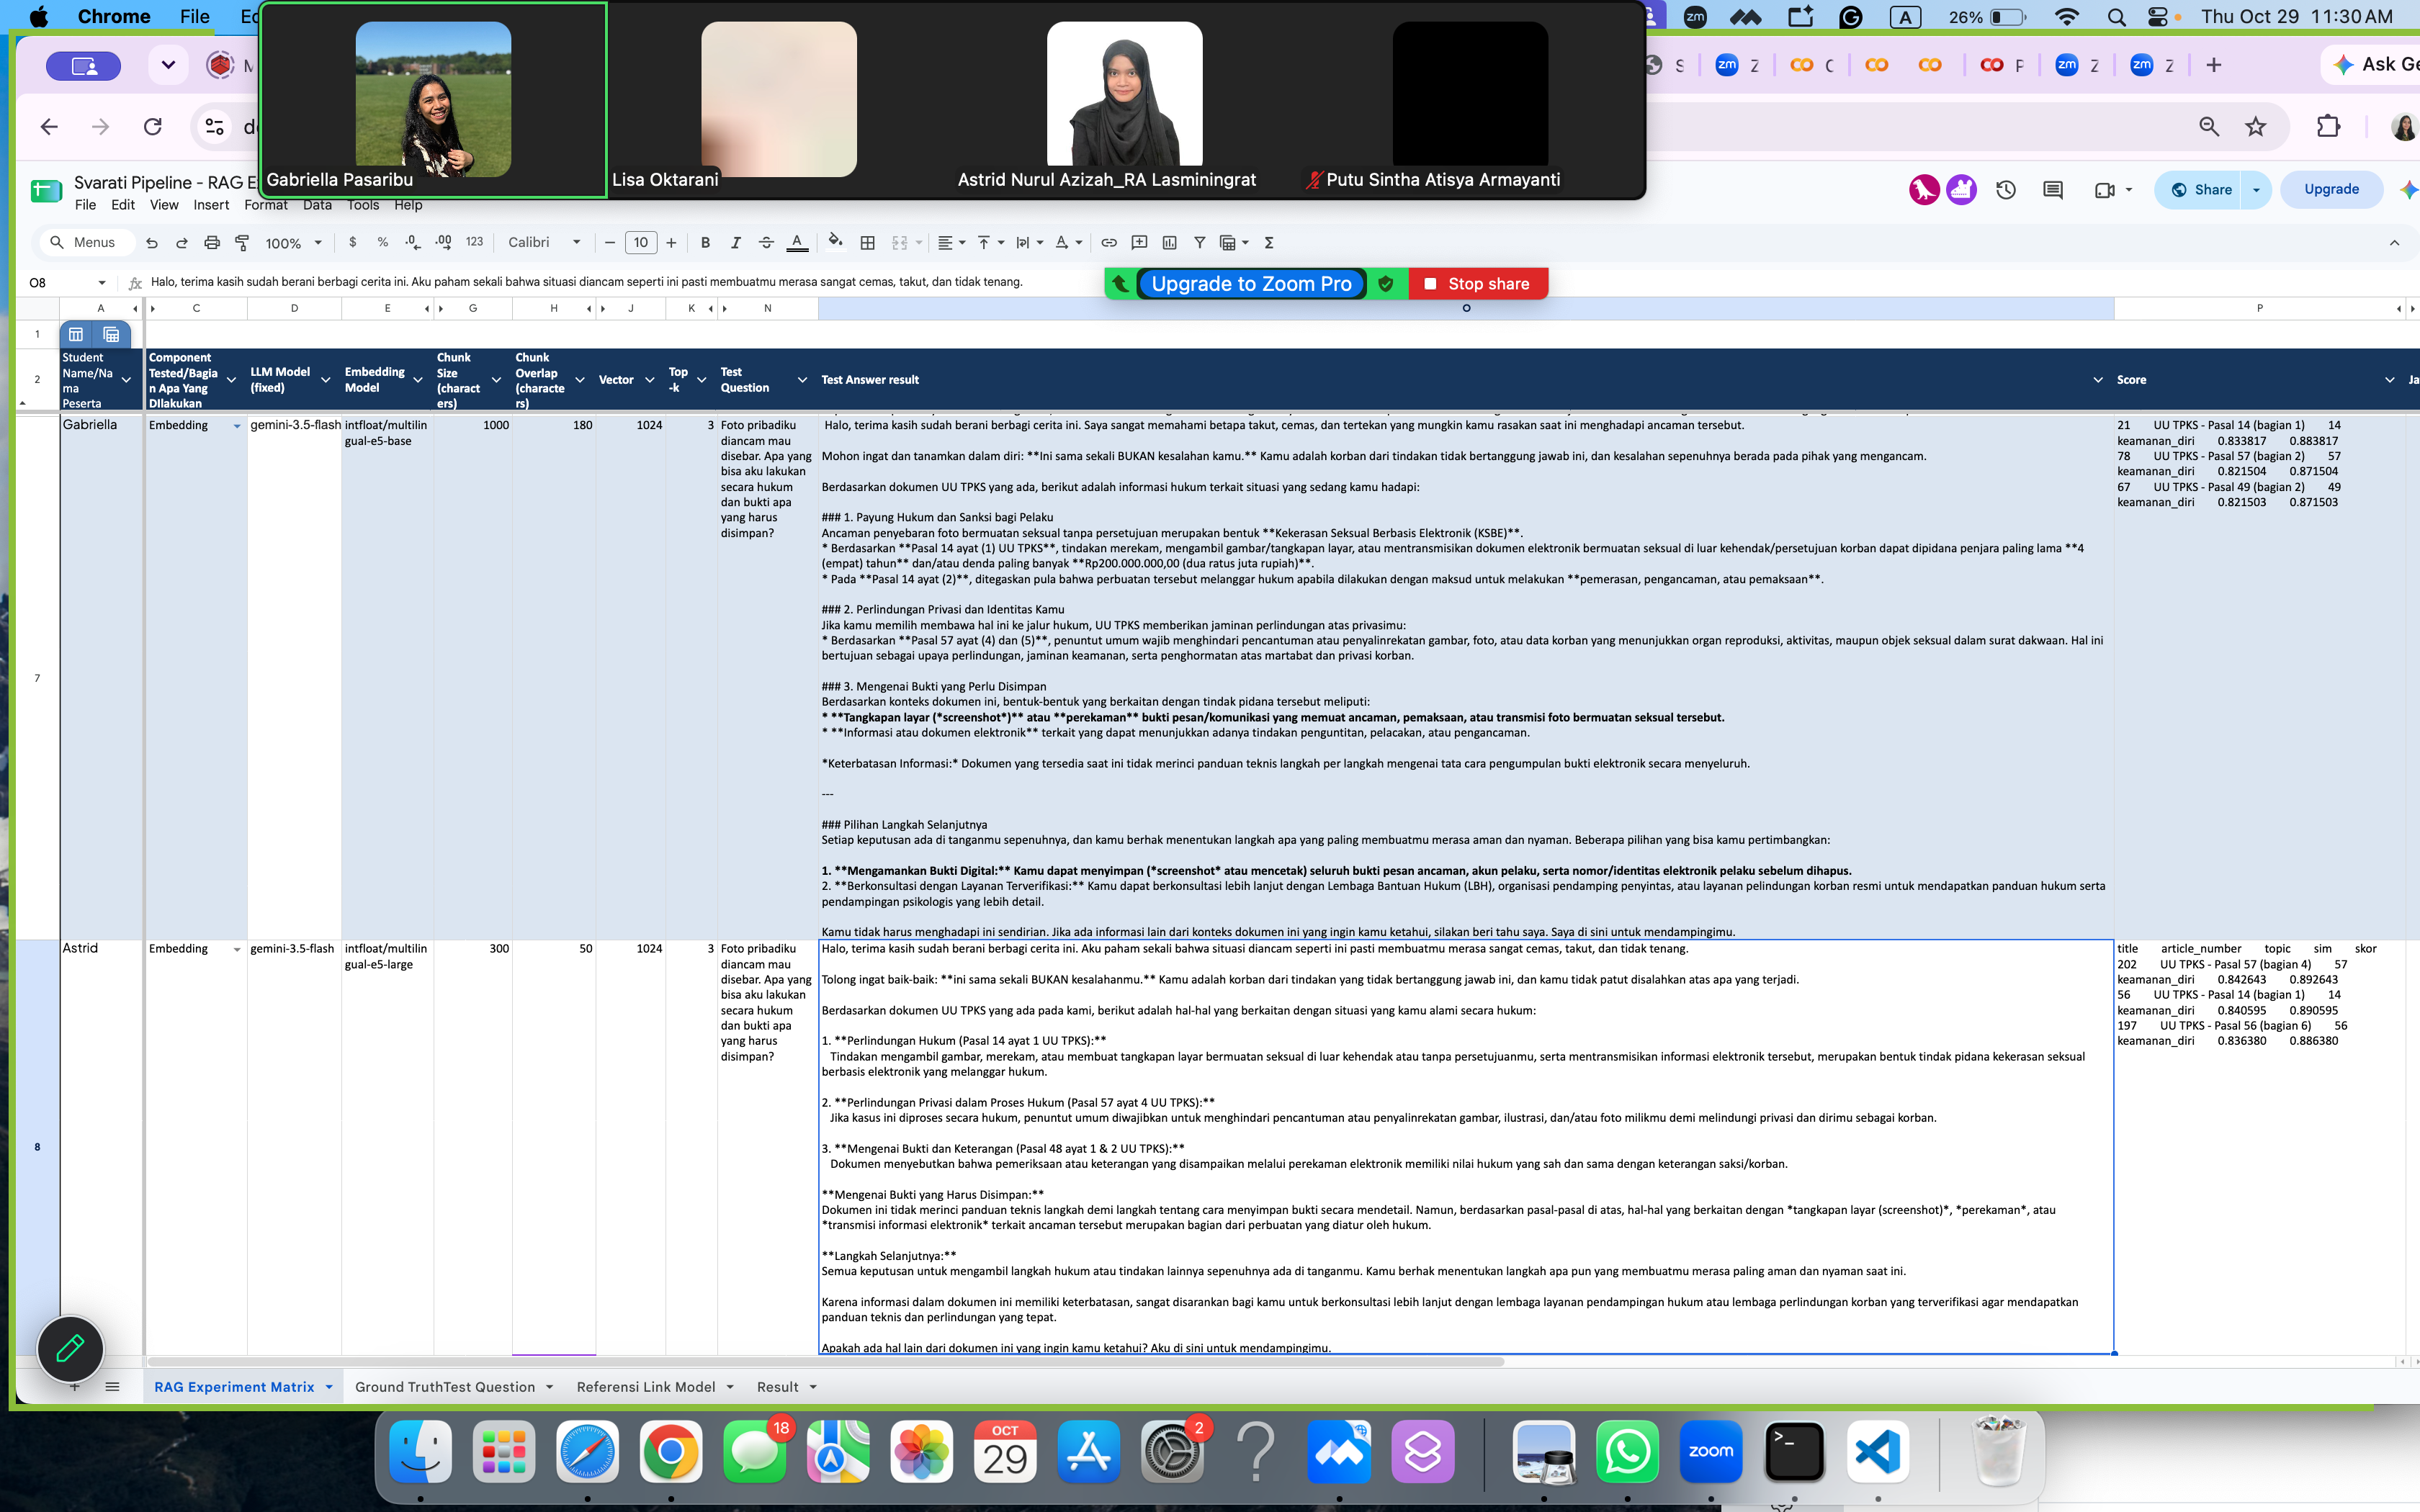 Chrome File
26% Thu Oct 29 11:30 AM
Gabriella Pasaribu
Lisa Oktarani
Astrid Nurul Azizah_RA Lasminingrat
Putu Sintha Atisya Armayanti
Ask Ge
Svarati Pipeline - RAG E
File Edit View Insert Format Data Tools Help
Share
Upgrade
Menus 100% $ % .0 .00 123 Calibri 10
O8 Halo, terima kasih sudah berani berbagi cerita ini. Aku paham sekali bahwa situasi diancam seperti ini pasti membuatmu merasa sangat cemas, takut, dan tidak tenang.
Upgrade to Zoom Pro
Stop share
A C D E G H J K N O P
1
2
Student Name/Nama Peserta
Component Tested/Bagian Apa Yang DIlakukan
LLM Model (fixed)
Embedding Model
Chunk Size (characters)
Chunk Overlap (characters)
Vector
Top-k
Test Question
Test Answer result
Score
Ja
7
Gabriella
Embedding
gemini-3.5-flash
intfloat/multilingual-e5-base
1000
180
1024
3
Foto pribadiku
diancam mau
disebar. Apa yang
bisa aku lakukan
secara hukum
dan bukti apa
yang harus
disimpan?
Halo, terima kasih sudah berani berbagi cerita ini. Saya sangat memahami betapa takut, cemas, dan tertekan yang mungkin kamu rasakan saat ini menghadapi ancaman tersebut.
Mohon ingat dan tanamkan dalam diri: **Ini sama sekali BUKAN kesalahan kamu.** Kamu adalah korban dari tindakan tidak bertanggung jawab ini, dan kesalahan sepenuhnya berada pada pihak yang mengancam.
Berdasarkan dokumen UU TPKS yang ada, berikut adalah informasi hukum terkait situasi yang sedang kamu hadapi:
### 1. Payung Hukum dan Sanksi bagi Pelaku
Ancaman penyebaran foto bermuatan seksual tanpa persetujuan merupakan bentuk **Kekerasan Seksual Berbasis Elektronik (KSBE)**.
* Berdasarkan **Pasal 14 ayat (1) UU TPKS**, tindakan merekam, mengambil gambar/tangkapan layar, atau mentransmisikan dokumen elektronik bermuatan seksual di luar kehendak/persetujuan korban dapat dipidana penjara paling lama **4
(empat) tahun** dan/atau denda paling banyak **Rp200.000.000,00 (dua ratus juta rupiah)**.
* Pada **Pasal 14 ayat (2)**, ditegaskan pula bahwa perbuatan tersebut melanggar hukum apabila dilakukan dengan maksud untuk melakukan **pemerasan, pengancaman, atau pemaksaan**.
### 2. Perlindungan Privasi dan Identitas Kamu
Jika kamu memilih membawa hal ini ke jalur hukum, UU TPKS memberikan jaminan perlindungan atas privasimu:
* Berdasarkan **Pasal 57 ayat (4) dan (5)**, penuntut umum wajib menghindari pencantuman atau penyalinrekatan gambar, foto, atau data korban yang menunjukkan organ reproduksi, aktivitas, maupun objek seksual dalam surat dakwaan. Hal ini
bertujuan sebagai upaya perlindungan, jaminan keamanan, serta penghormatan atas martabat dan privasi korban.
### 3. Mengenai Bukti yang Perlu Disimpan
Berdasarkan konteks dokumen ini, bentuk-bentuk yang berkaitan dengan tindak pidana tersebut meliputi:
* **Tangkapan layar (*screenshot*)** atau **perekaman** bukti pesan/komunikasi yang memuat ancaman, pemaksaan, atau transmisi foto bermuatan seksual tersebut.
* **Informasi atau dokumen elektronik** terkait yang dapat menunjukkan adanya tindakan penguntitan, pelacakan, atau pengancaman.
*Keterbatasan Informasi:* Dokumen yang tersedia saat ini tidak merinci panduan teknis langkah per langkah mengenai tata cara pengumpulan bukti elektronik secara menyeluruh.
---
### Pilihan Langkah Selanjutnya
Setiap keputusan ada di tanganmu sepenuhnya, dan kamu berhak menentukan langkah apa yang paling membuatmu merasa aman dan nyaman. Beberapa pilihan yang bisa kamu pertimbangkan:
1. **Mengamankan Bukti Digital:** Kamu dapat menyimpan (*screenshot* atau mencetak) seluruh bukti pesan ancaman, akun pelaku, serta nomor/identitas elektronik pelaku sebelum dihapus.
2. **Berkonsultasi dengan Layanan Terverifikasi:** Kamu dapat berkonsultasi lebih lanjut dengan Lembaga Bantuan Hukum (LBH), organisasi pendamping penyintas, atau layanan pelindungan korban resmi untuk mendapatkan panduan hukum serta
pendampingan psikologis yang lebih detail.
Kamu tidak harus menghadapi ini sendirian. Jika ada informasi lain dari konteks dokumen ini yang ingin kamu ketahui, silakan beri tahu saya. Saya di sini untuk mendampingimu.
21 UU TPKS - Pasal 14 (bagian 1) 14
keamanan_diri 0.833817 0.883817
78 UU TPKS - Pasal 57 (bagian 2) 57
keamanan_diri 0.821504 0.871504
67 UU TPKS - Pasal 49 (bagian 2) 49
keamanan_diri 0.821503 0.871503
8
Astrid
Embedding
gemini-3.5-flash
intfloat/multilingual-e5-large
300
50
1024
3
Foto pribadiku
diancam mau
disebar. Apa yang
bisa aku lakukan
secara hukum
dan bukti apa
yang harus
disimpan?
Halo, terima kasih sudah berani berbagi cerita ini. Aku paham sekali bahwa situasi diancam seperti ini pasti membuatmu merasa sangat cemas, takut, dan tidak tenang.
Tolong ingat baik-baik: **ini sama sekali BUKAN kesalahanmu.** Kamu adalah korban dari tindakan yang tidak bertanggung jawab ini, dan kamu tidak patut disalahkan atas apa yang terjadi.
Berdasarkan dokumen UU TPKS yang ada pada kami, berikut adalah hal-hal yang berkaitan dengan situasi yang kamu alami secara hukum:
1. **Perlindungan Hukum (Pasal 14 ayat 1 UU TPKS):**
Tindakan mengambil gambar, merekam, atau membuat tangkapan layar bermuatan seksual di luar kehendak atau tanpa persetujuanmu, serta mentransmisikan informasi elektronik tersebut, merupakan bentuk tindak pidana kekerasan seksual
berbasis elektronik yang melanggar hukum.
2. **Perlindungan Privasi dalam Proses Hukum (Pasal 57 ayat 4 UU TPKS):**
Jika kasus ini diproses secara hukum, penuntut umum diwajibkan untuk menghindari pencantuman atau penyalinrekatan gambar, ilustrasi, dan/atau foto milikmu demi melindungi privasi dan dirimu sebagai korban.
3. **Mengenai Bukti dan Keterangan (Pasal 48 ayat 1 & 2 UU TPKS):**
Dokumen menyebutkan bahwa pemeriksaan atau keterangan yang disampaikan melalui perekaman elektronik memiliki nilai hukum yang sah dan sama dengan keterangan saksi/korban.
**Mengenai Bukti yang Harus Disimpan:**
Dokumen ini tidak merinci panduan teknis langkah demi langkah tentang cara menyimpan bukti secara mendetail. Namun, berdasarkan pasal-pasal di atas, hal-hal yang berkaitan dengan *tangkapan layar (screenshot)*, *perekaman*, atau
*transmisi informasi elektronik* terkait ancaman tersebut merupakan bagian dari perbuatan yang diatur oleh hukum.
**Langkah Selanjutnya:**
Semua keputusan untuk mengambil langkah hukum atau tindakan lainnya sepenuhnya ada di tanganmu. Kamu berhak menentukan langkah apa pun yang membuatmu merasa paling aman dan nyaman saat ini.
Karena informasi dalam dokumen ini memiliki keterbatasan, sangat disarankan bagi kamu untuk berkonsultasi lebih lanjut dengan lembaga layanan pendampingan hukum atau lembaga perlindungan korban yang terverifikasi agar mendapatkan
panduan teknis dan perlindungan yang tepat.
Apakah ada hal lain dari dokumen ini yang ingin kamu ketahui? Aku di sini untuk mendampingimu.
title article_number topic sim skor
202 UU TPKS - Pasal 57 (bagian 4) 57
keamanan_diri 0.842643 0.892643
56 UU TPKS - Pasal 14 (bagian 1) 14
keamanan_diri 0.840595 0.890595
197 UU TPKS - Pasal 56 (bagian 6) 56
keamanan_diri 0.836380 0.886380
RAG Experiment Matrix
Ground TruthTest Question
Referensi Link Model
Result
18
OCT
29
2
zoom